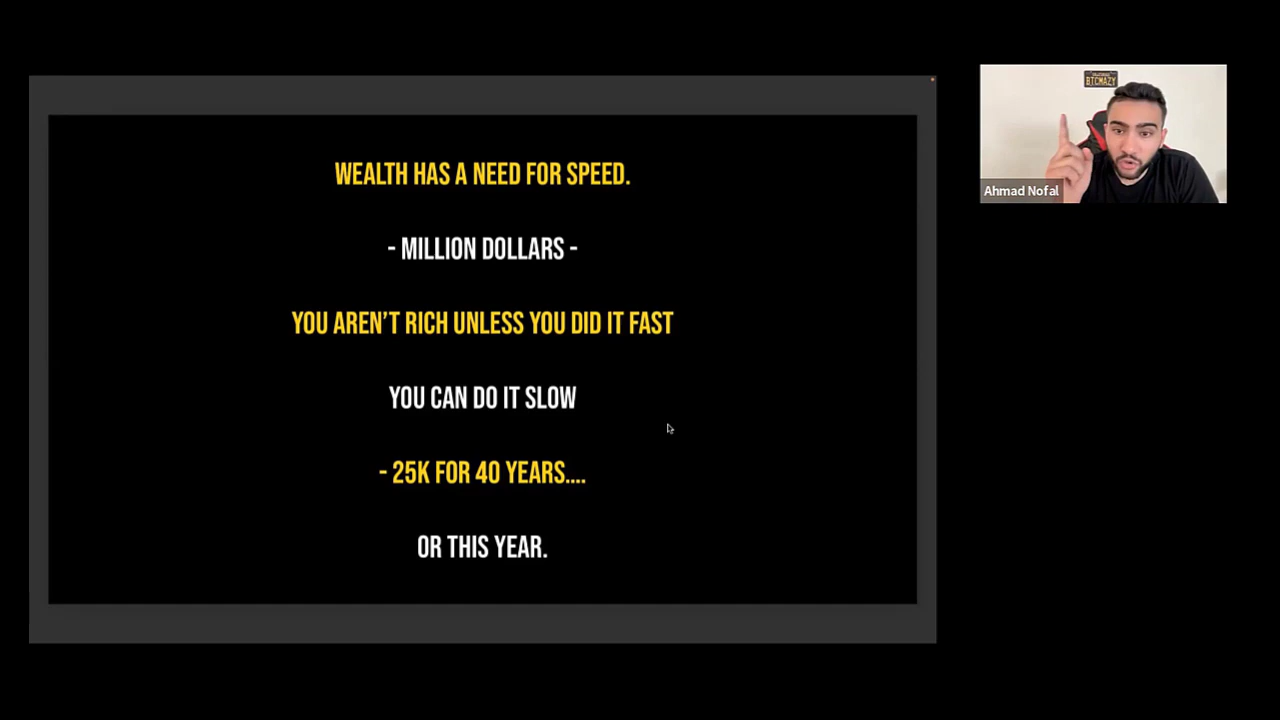 WEALTH HAS A NEED FOR SPEED.
- MILLION DOLLARS -
YOU AREN'T RICH UNLESS YOU DID IT FAST
YOU CAN DO IT SLOW
- 25K FOR 40 YEARS....
OR THIS YEAR.
BTCMAZY
Ahmad Nofal